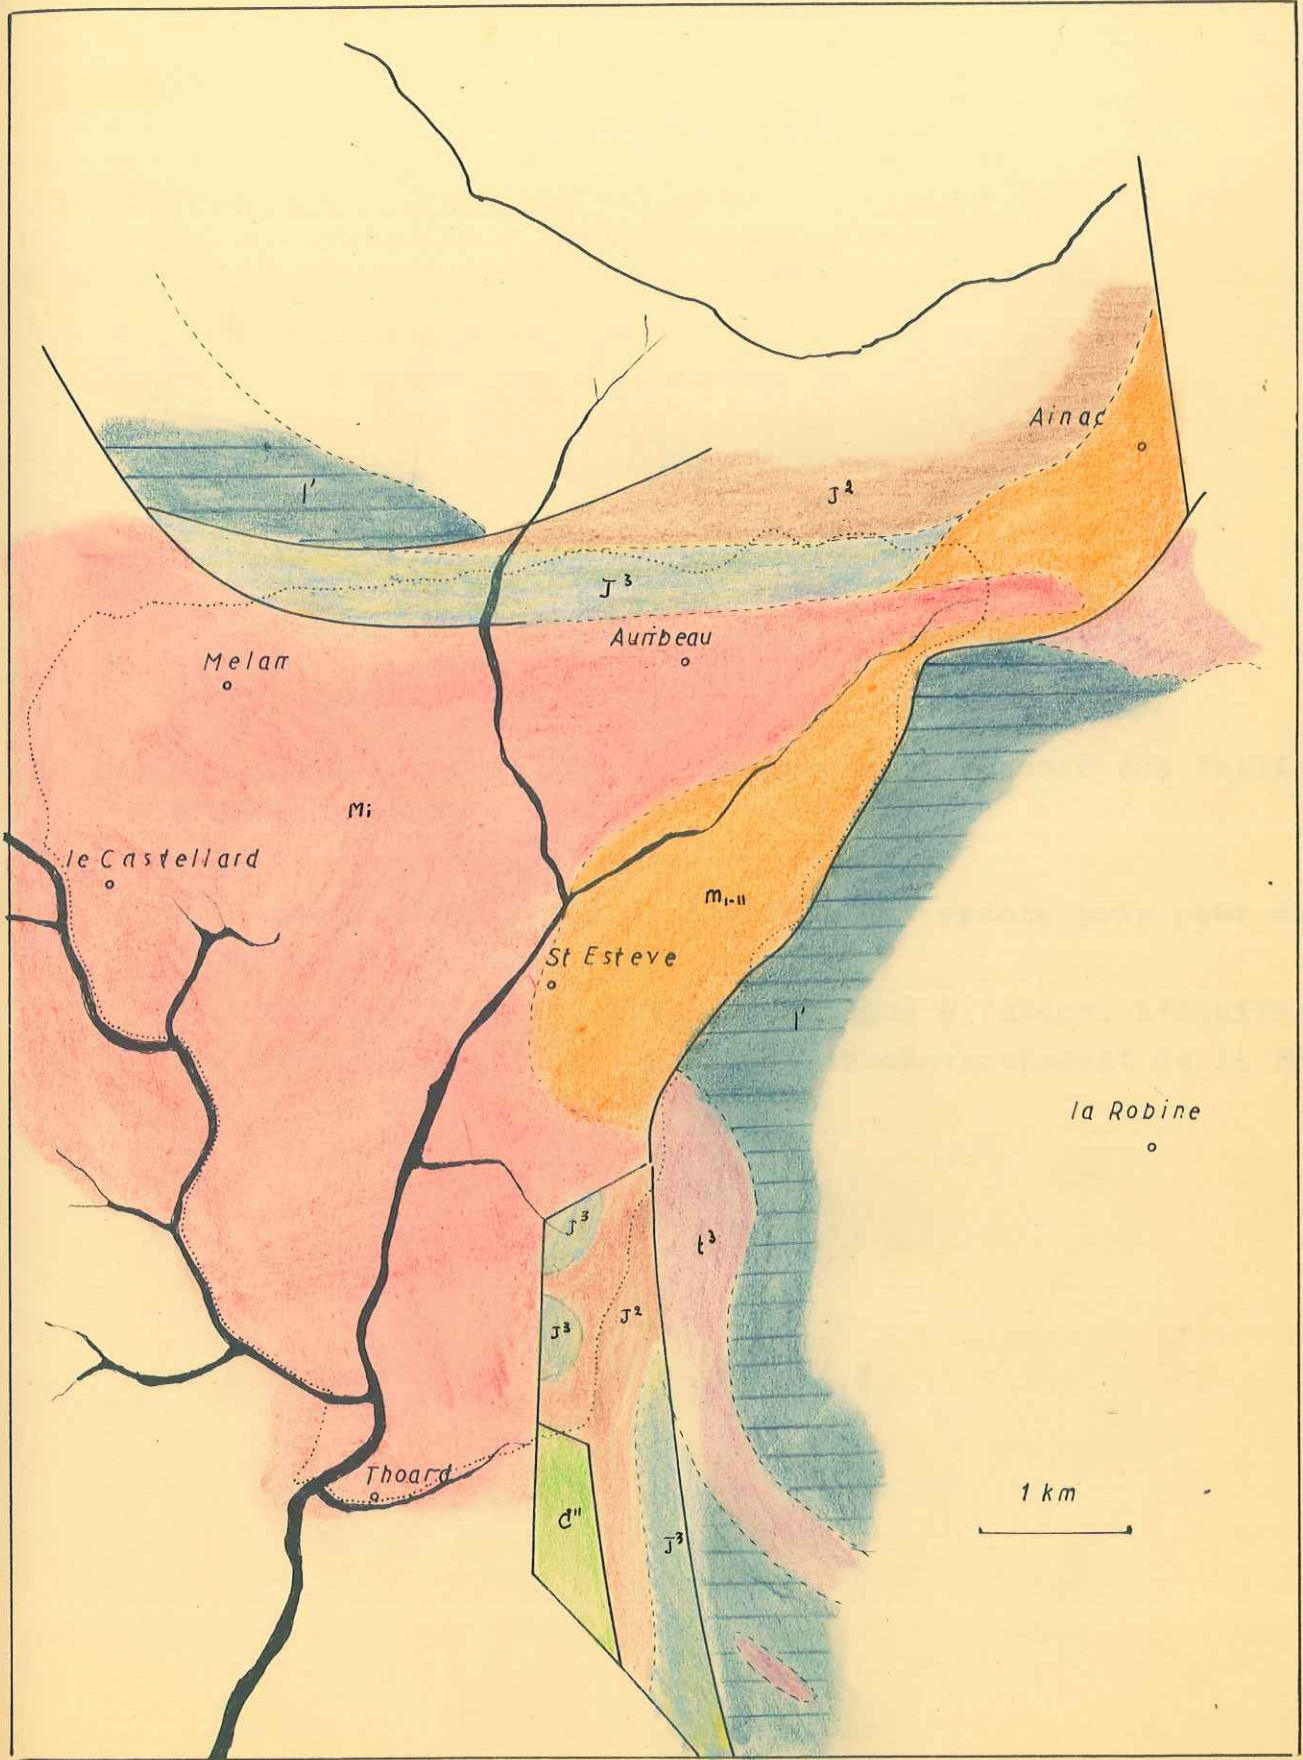 Ainac
J²
l'
J³
Auribeau
Melan
Mi
le Castellard
m₁₋₁₁
St Esteve
l'
la Robine
J³
t³
J²
J³
1 km
Thoard
C"
J³